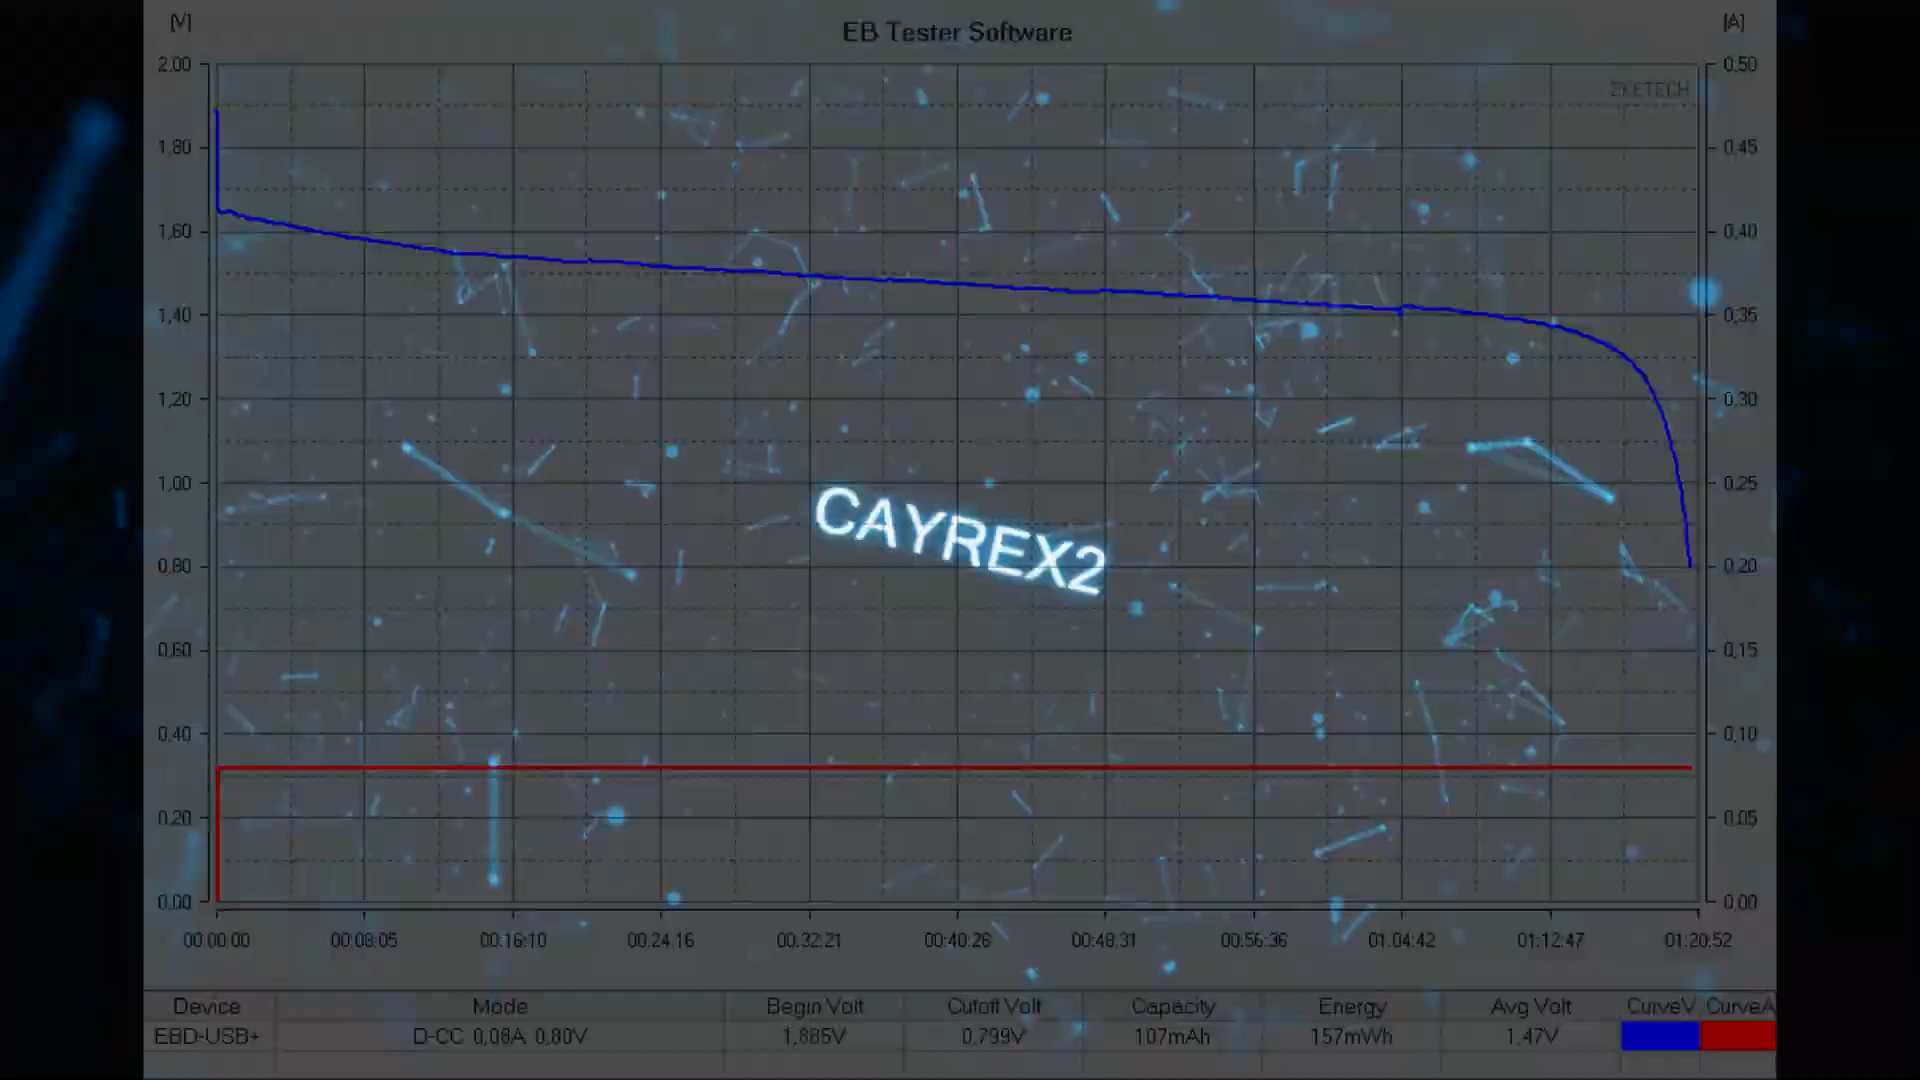 [V] EB Tester Software [A]
ZKETECH
2,00 0,50
1,80 0,45
1,60 0,40
1,40 0,35
1,20 0,30
1,00 0,25
CAYREX2
0,80 0,20
0,60 0,15
0,40 0,10
0,20 0,05
0,00 0,00
00:00:00 00:08:05 00:16:10 00:24:16 00:32:21 00:40:26 00:48:31 00:56:36 01:04:42 01:12:47 01:20:52
Device Mode Begin Volt Cutoff Volt Capacity Energy Avg Volt CurveV CurveA
EBD-USB+ D-CC 0,08A 0,80V 1,885V 0,799V 107mAh 157mWh 1,47V